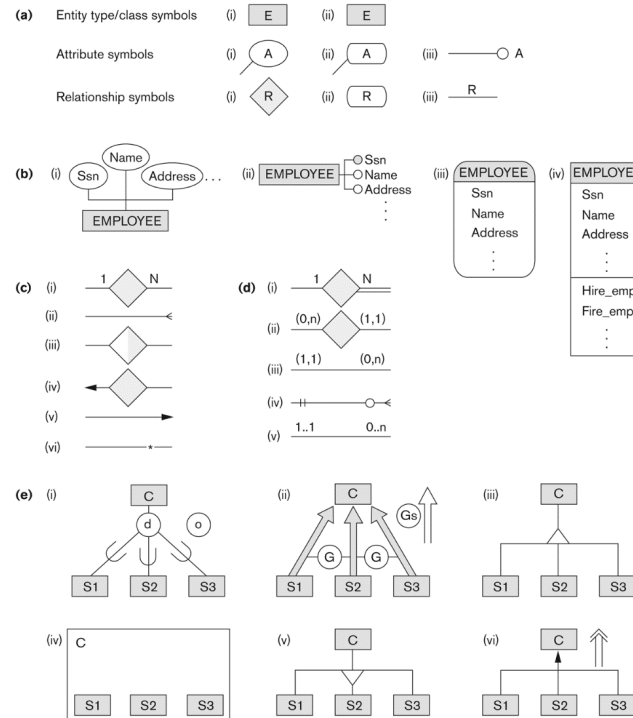 (a) Entity type/class symbols (i) E (ii) E
Attribute symbols (i) A (ii) A (iii) A
Relationship symbols (i) R (ii) R (iii) R
(b) (i) Ssn Name Address . . .
EMPLOYEE
(ii) EMPLOYEE
Ssn
Name
Address
(iii) EMPLOYEE
Ssn
Name
Address
(iv)
Ssn
Name
Address
Hire_emp
Fire_emp
(c) (i) 1 N
(ii)
(iii)
(iv)
(v)
(vi) *
(d) (i) 1 N
(ii) (0,n) (1,1)
(iii) (1,1) (0,n)
(iv)
(v) 1..1 0..n
(e) (i) C
d o
S1 S2 S3
(ii) C
Gs
G G
S1 S2 S3
(iii) C
S1 S2 S3
(iv) C
S1 S2 S3
(v) C
S1 S2 S3
(vi) C
S1 S2 S3